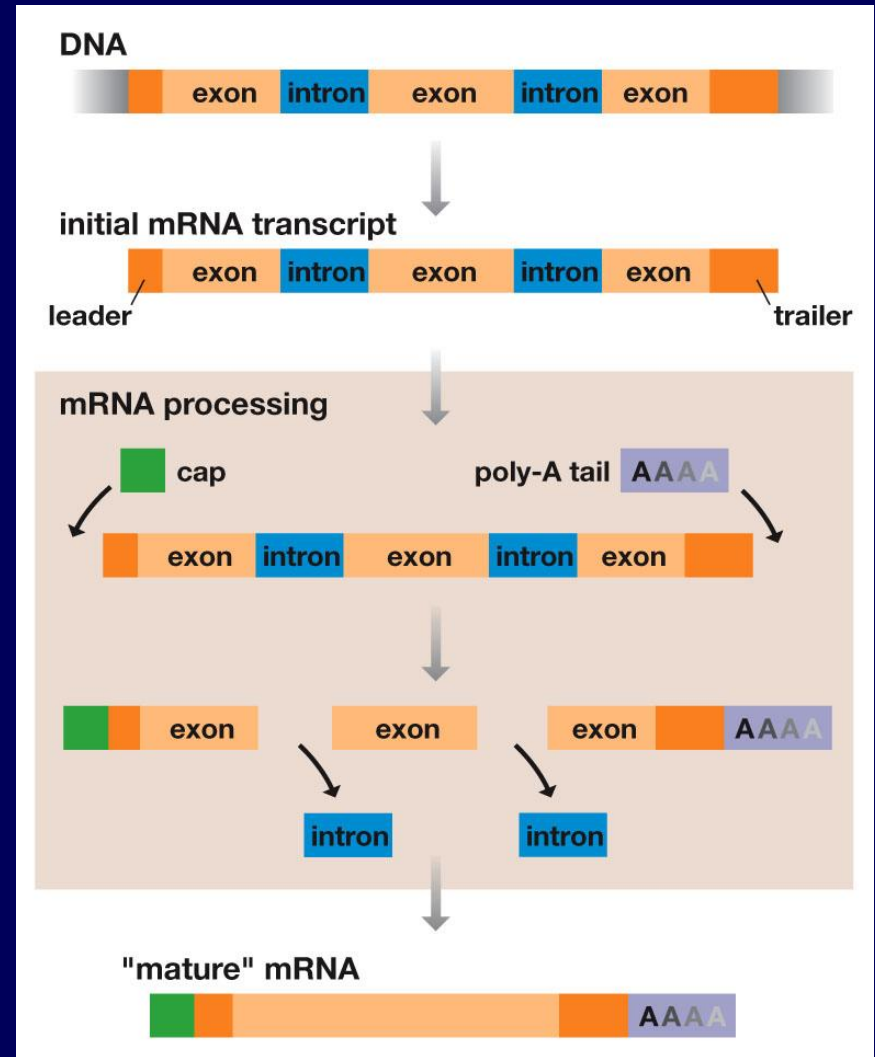 DNA
exon intron exon intron exon
initial mRNA transcript
exon intron exon intron exon
leader trailer
mRNA processing
cap poly-A tail AAAA
exon intron exon intron exon
exon exon exon AAAA
intron intron
"mature" mRNA
AAAA